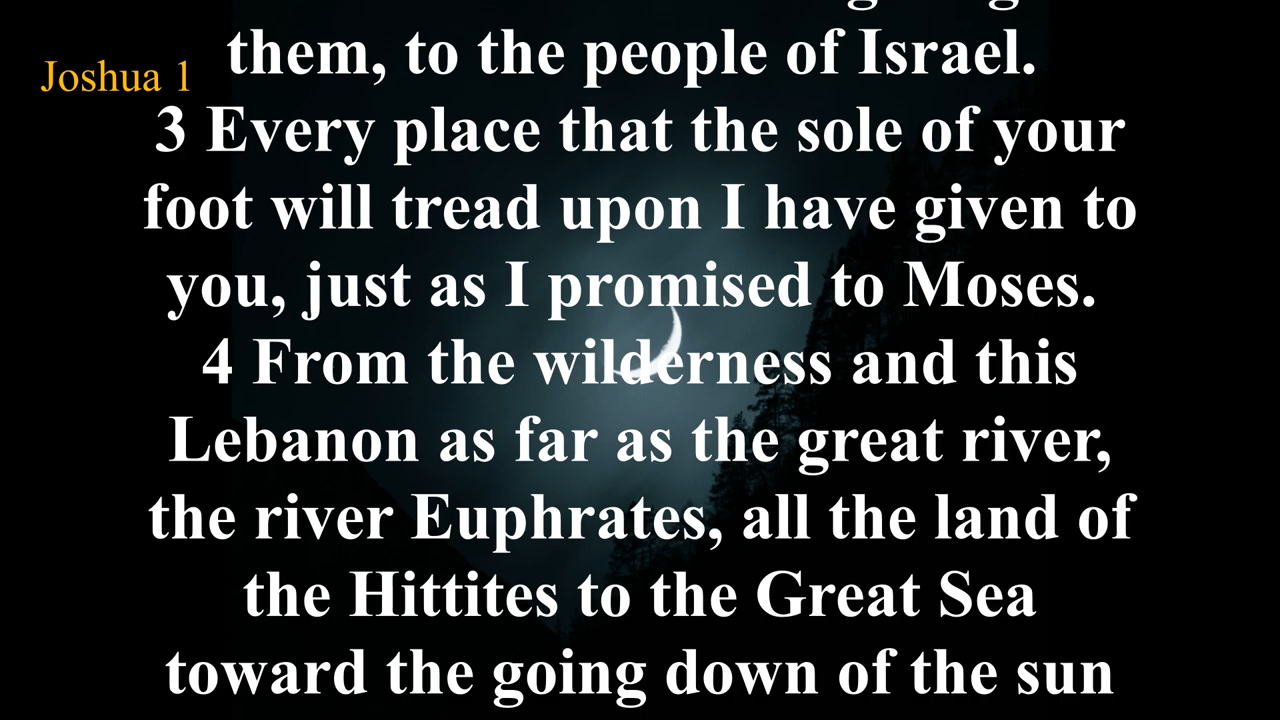 Joshua 1
them, to the people of Israel.
3 Every place that the sole of your
foot will tread upon I have given to
you, just as I promised to Moses.
4 From the wilderness and this
Lebanon as far as the great river,
the river Euphrates, all the land of
the Hittites to the Great Sea
toward the going down of the sun